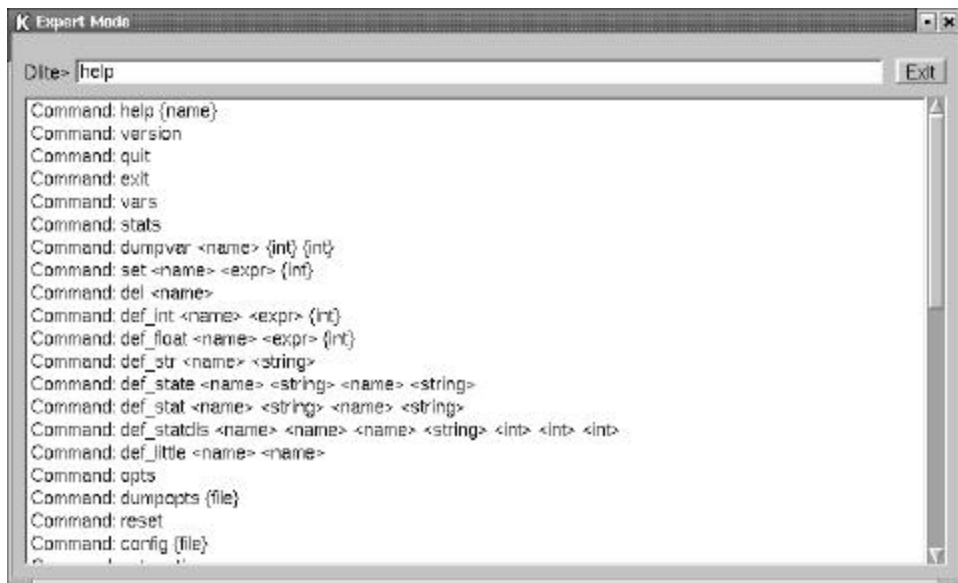 Expert Mode
Dlite> help
Exit
Command: help {name}
Command: version
Command: quit
Command: exit
Command: vars
Command: stats
Command: dumpvar <name> {int} {int}
Command: set <name> <expr> {int}
Command: del <name>
Command: def_int <name> <expr> {int}
Command: def_float <name> <expr> {int}
Command: def_str <name> <string>
Command: def_state <name> <string> <name> <string>
Command: def_stat <name> <string> <name> <string>
Command: def_statdis <name> <name> <name> <string> <int> <int> <int>
Command: def_little <name> <name>
Command: opts
Command: dumpopts {file}
Command: reset
Command: config {file}